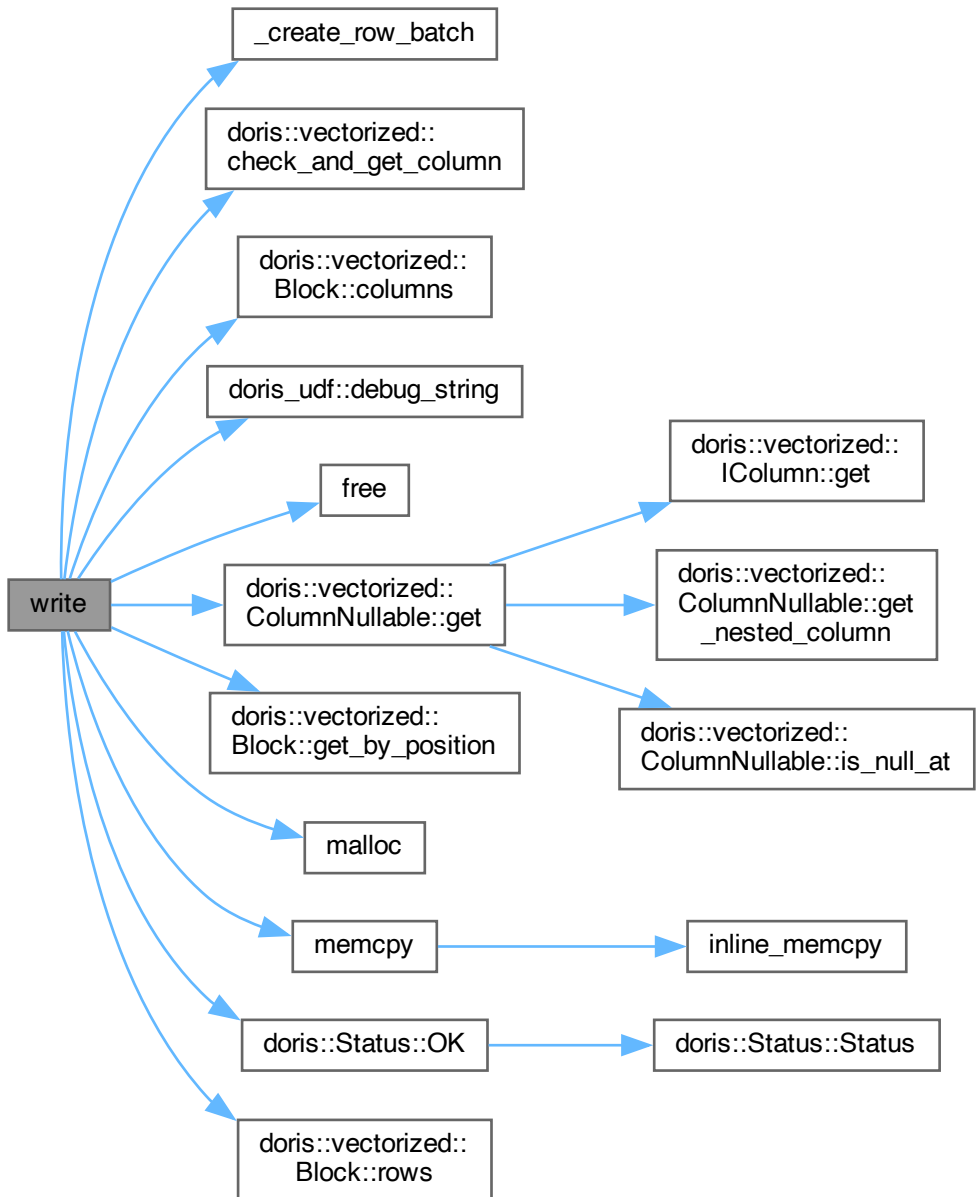 _create_row_batch
doris::vectorized::
check_and_get_column
doris::vectorized::
Block::columns
doris_udf::debug_string
free
write
doris::vectorized::
ColumnNullable::get
doris::vectorized::
IColumn::get
doris::vectorized::
ColumnNullable::get
_nested_column
doris::vectorized::
ColumnNullable::is_null_at
doris::vectorized::
Block::get_by_position
malloc
memcpy
inline_memcpy
doris::Status::OK
doris::Status::Status
doris::vectorized::
Block::rows